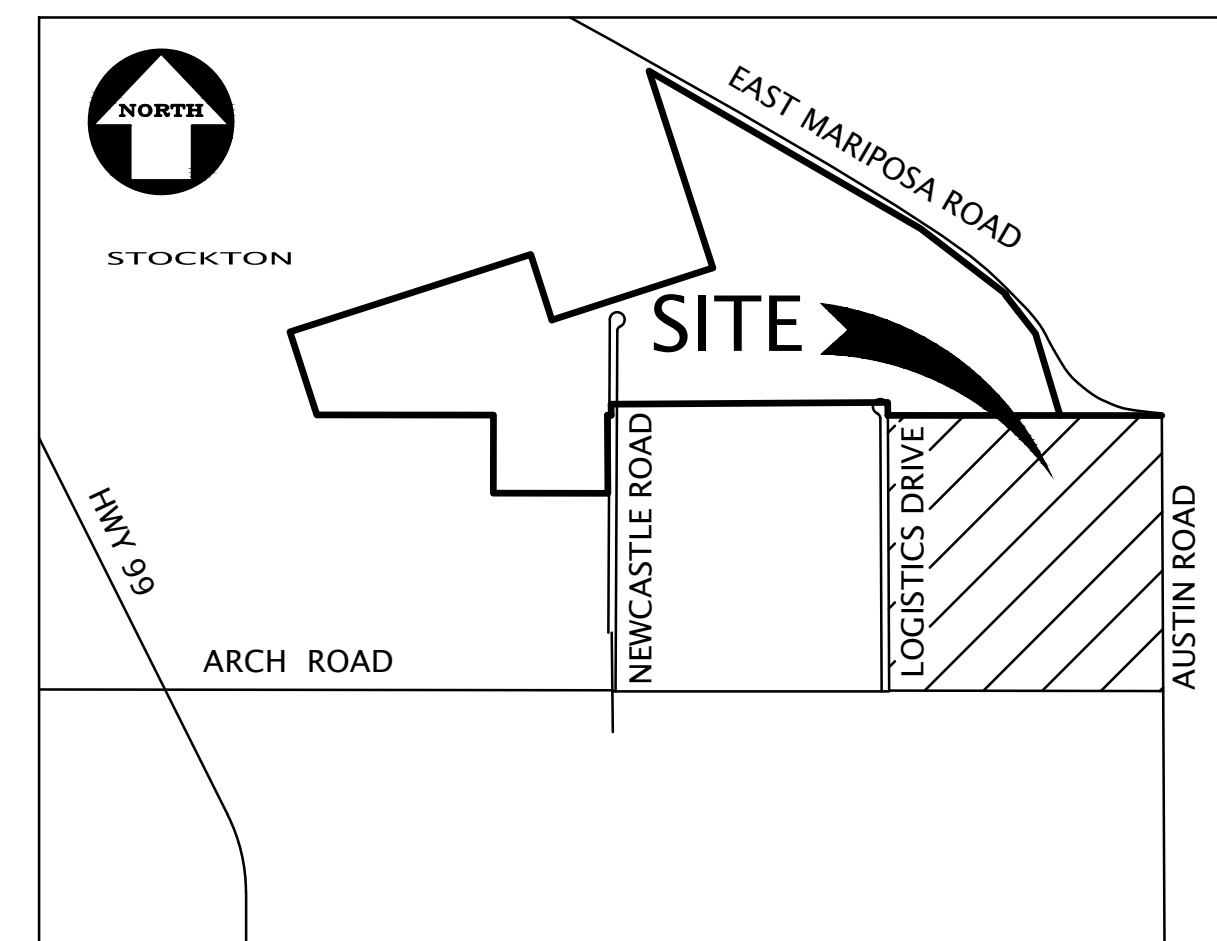 NORTH
EAST MARIPOSA ROAD
STOCKTON
SITE
NEWCASTLE ROAD
LOGISTICS DRIVE
AUSTIN ROAD
HWY 99
ARCH ROAD